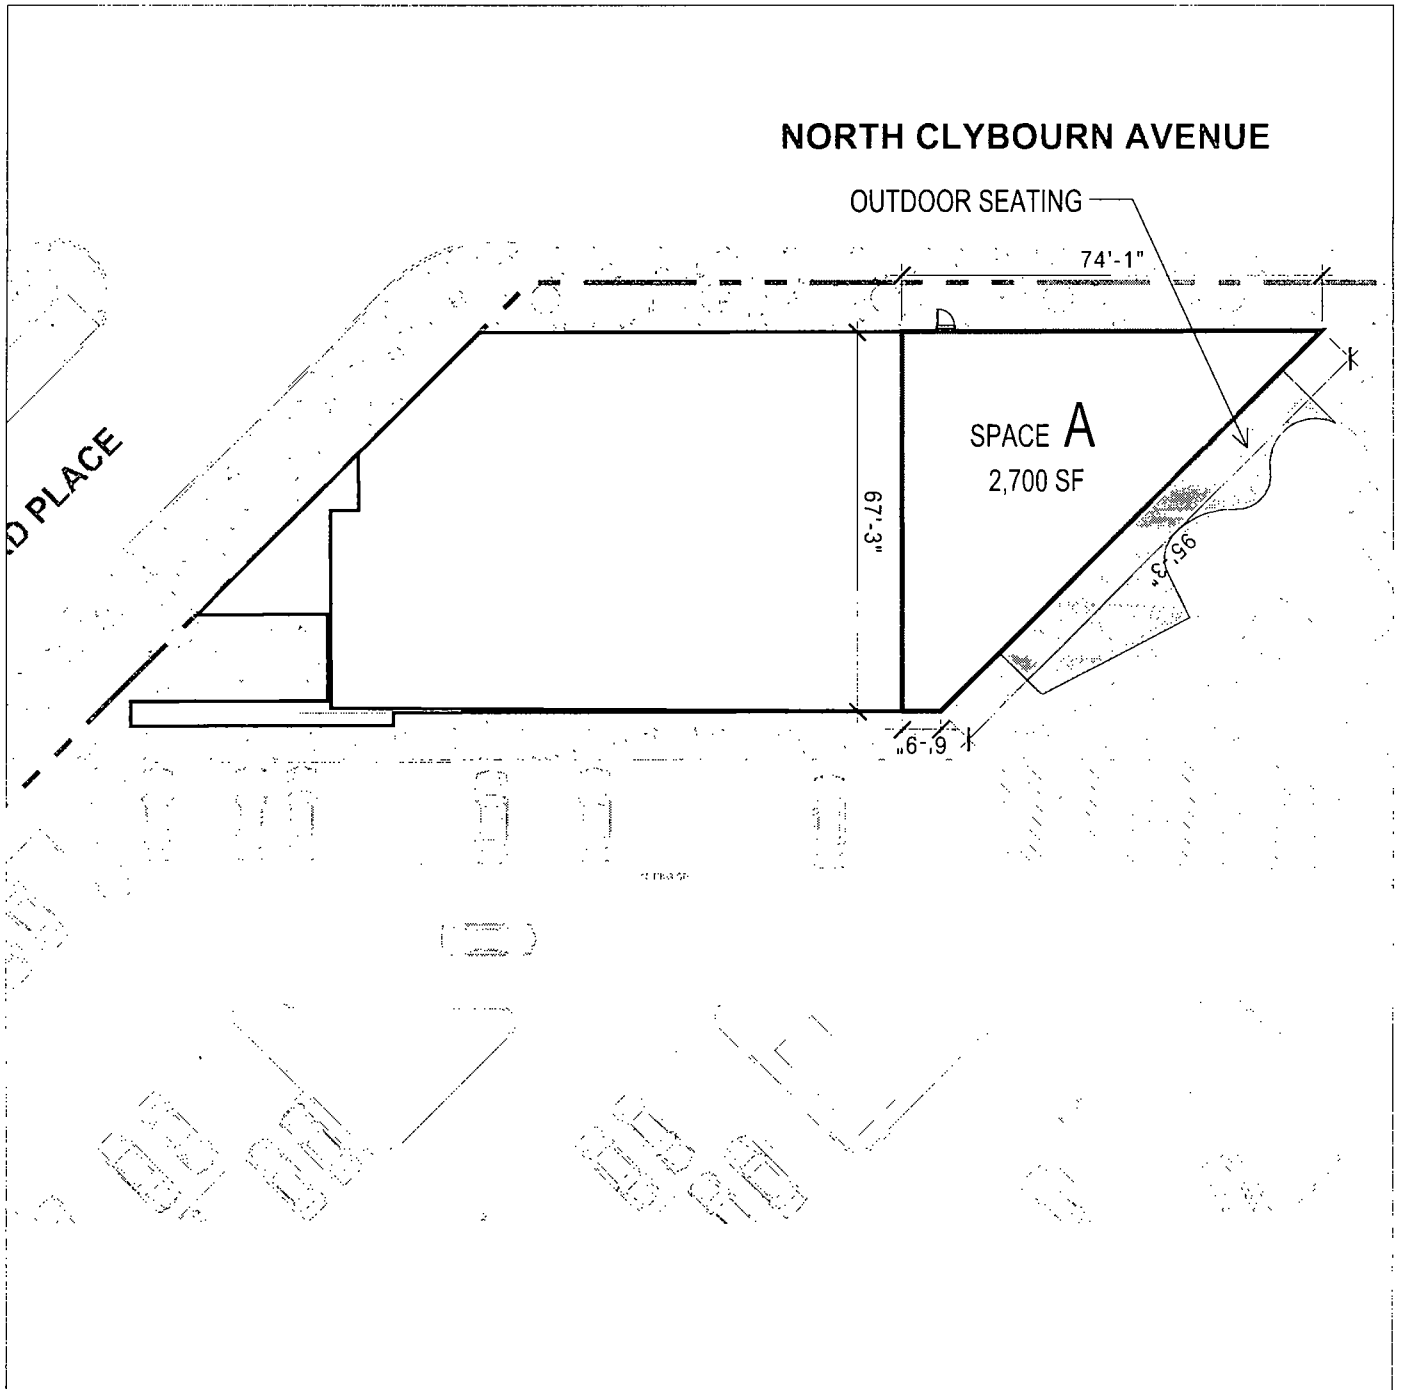 NORTH CLYBOURN AVENUE
OUTDOOR SEATING
74'-1"
SPACE A
2,700 SF
D PLACE
67'-3"
95'-3"
6'-9"